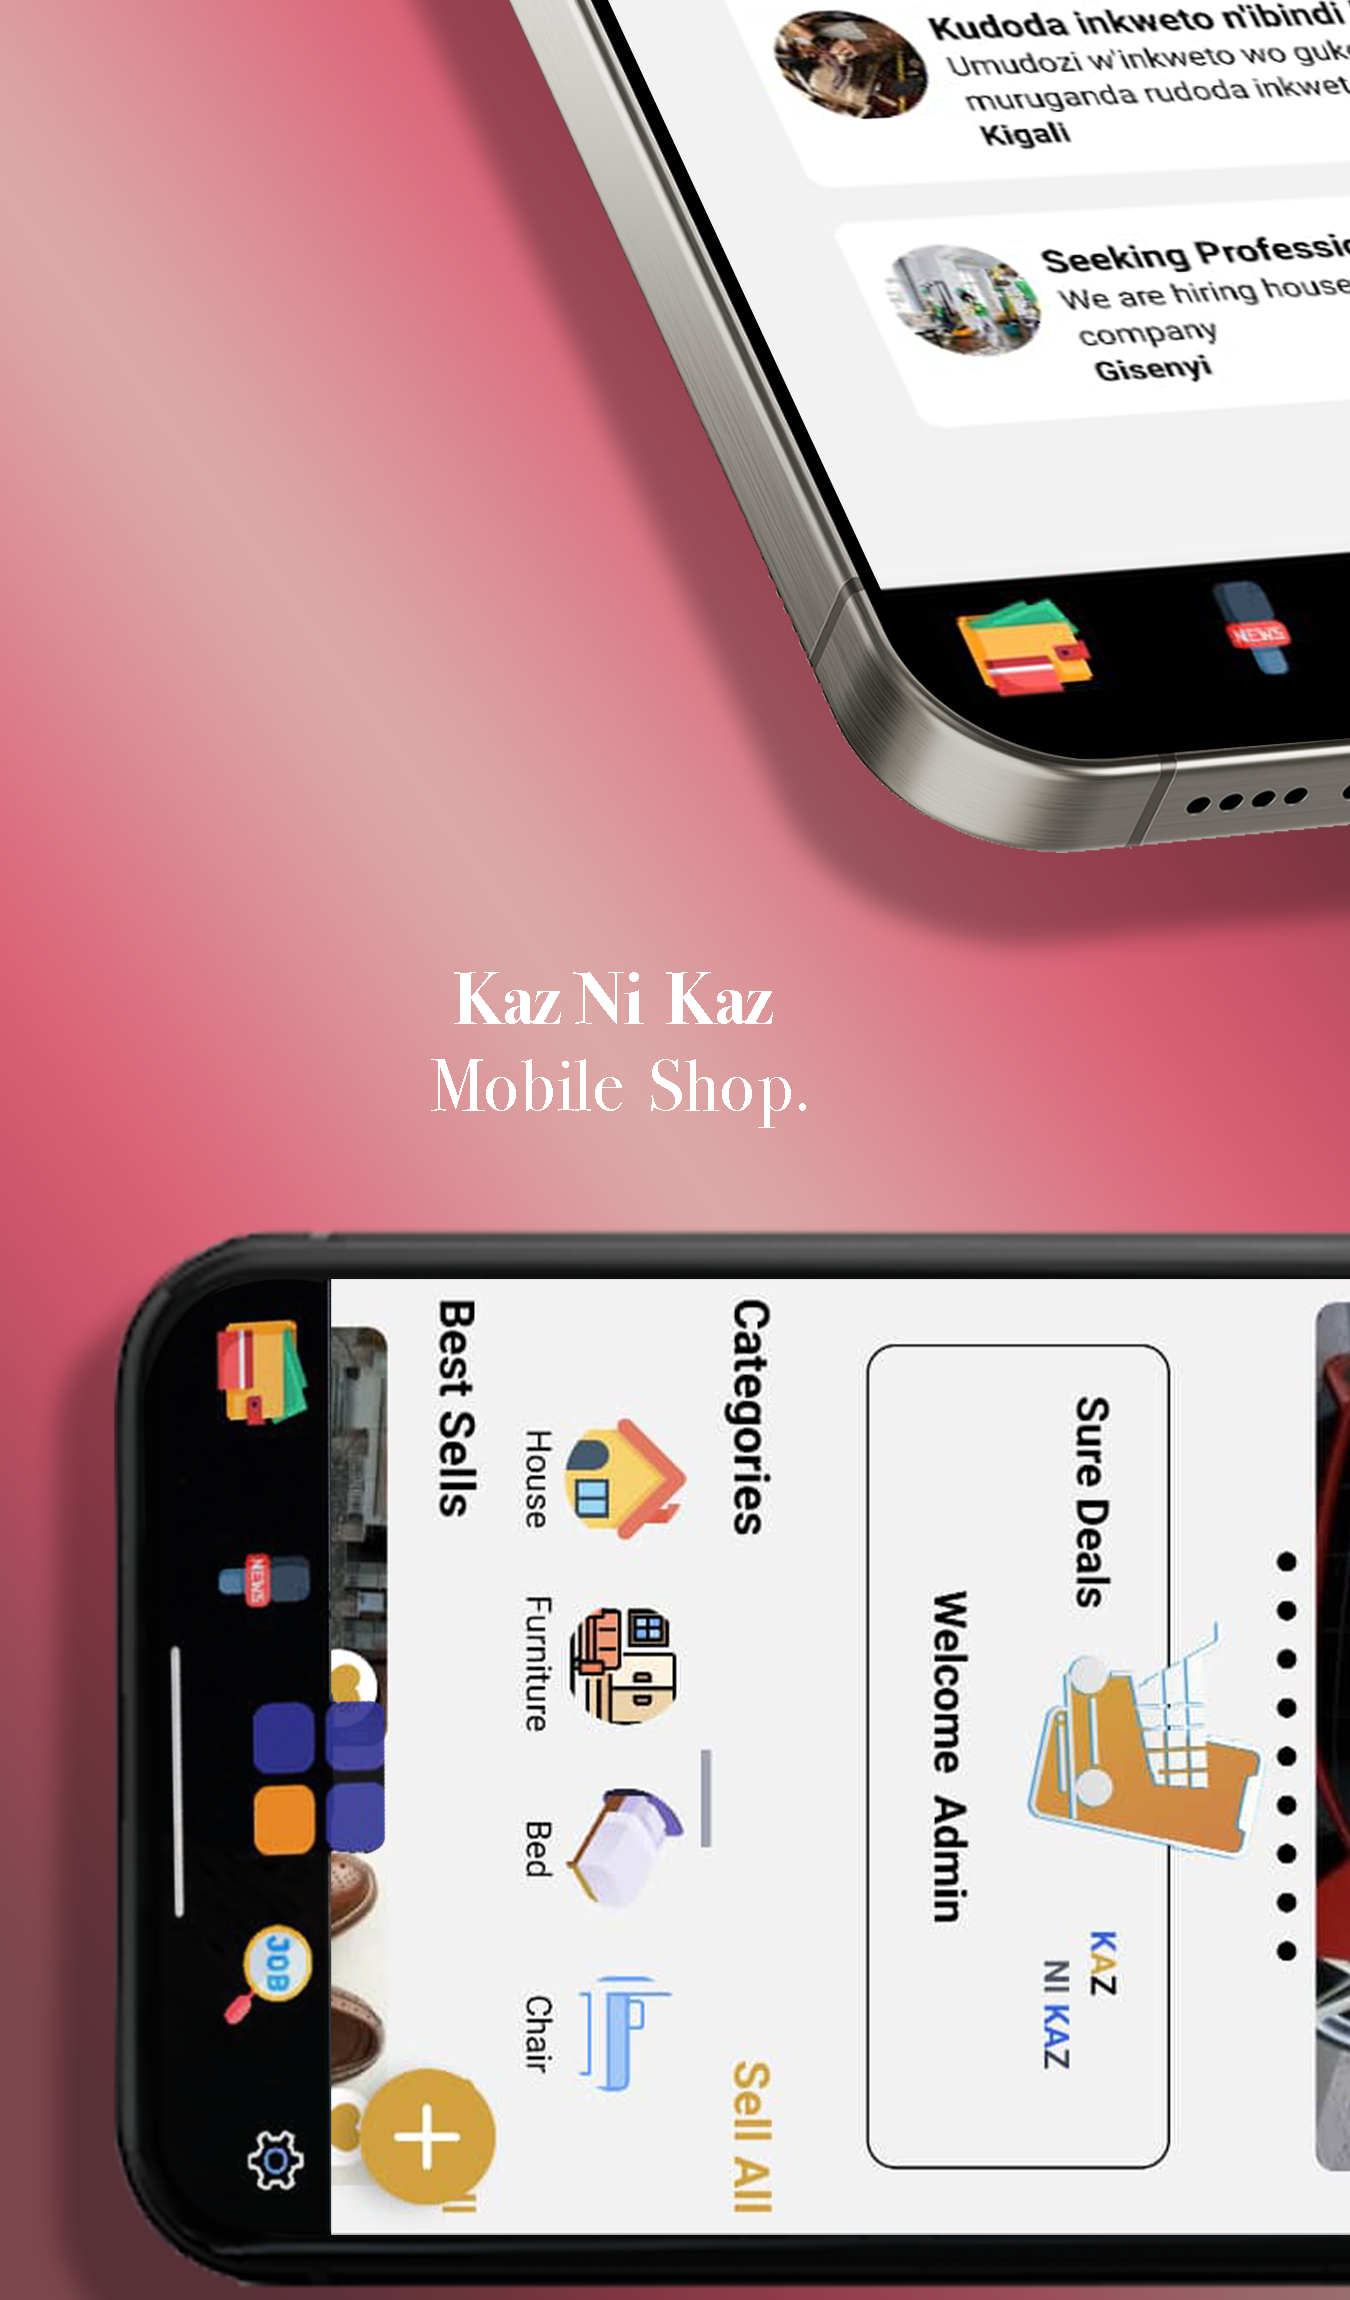 Kudoda inkweto n'ibindi
Umudozi w'inkweto wo guk
muruganda rudoda inkwet
Kigali
Seeking Professio
We are hiring house
company
Gisenyi
NEWS
Kaz Ni Kaz
Mobile Shop.
Sure Deals
KAZ
NI KAZ
Welcome Admin
Categories
Sell All
House
Furniture
Bed
Chair
Best Sells
NEWS
JOB